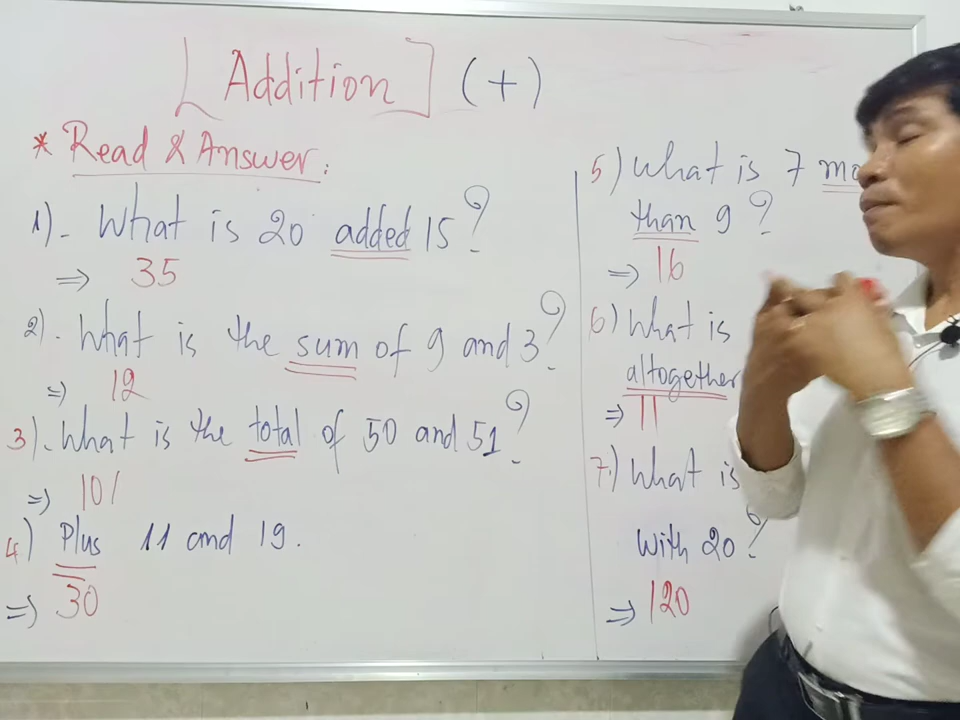 [Addition] (+)
* Read & Answer:
1)- What is 20 added 15?
⇒ 35
2)- What is the sum of 9 and 3?
⇒ 12
3)- What is the total of 50 and 51?
⇒ 101
4) Plus 11 and 19.
⇒ 30
5) What is 7
than 9?
⇒ 16
6) What is
altogether
⇒ 11
7) What is
With 20?
⇒ 120